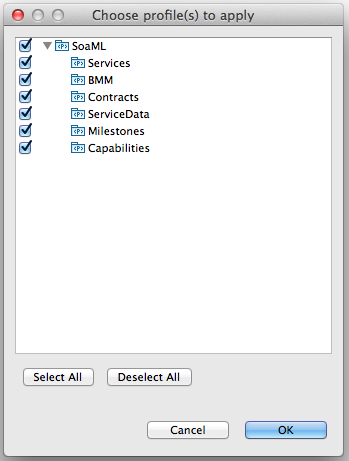 Choose profile(s) to apply
SoaML
Services
BMM
Contracts
ServiceData
Milestones
Capabilities
Select All
Deselect All
Cancel
OK